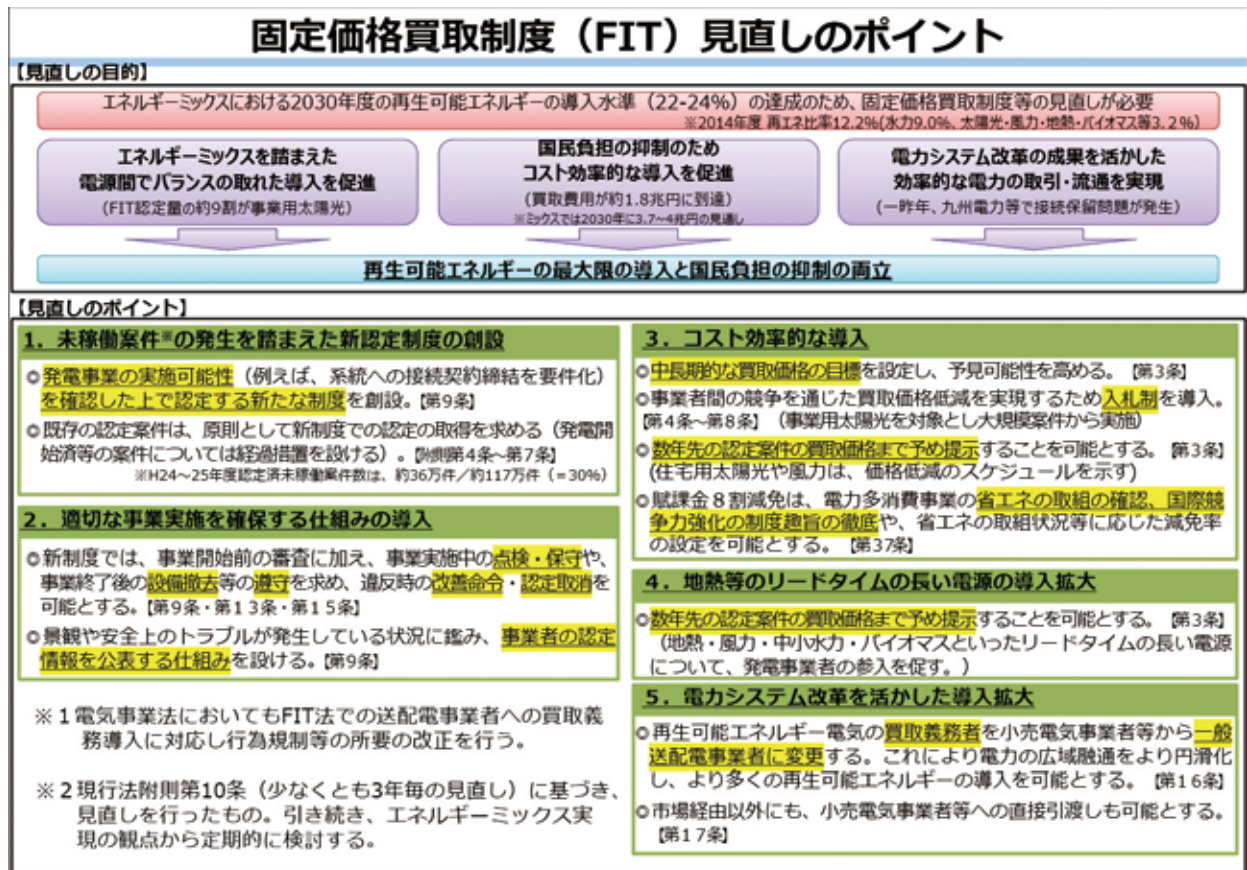 固定価格買取制度（FIT）見直しのポイント
【見直しの目的】
エネルギーミックスにおける2030年度の再生可能エネルギーの導入水準（22-24%）の達成のため、固定価格買取制度等の見直しが必要
※2014年度 再エネ比率12.2%(水力9.0%、太陽光・風力・地熱・バイオマス等3.2%)
エネルギーミックスを踏まえた
電源間でバランスの取れた導入を促進
（FIT認定量の約9割が事業用太陽光）
国民負担の抑制のため
コスト効率的な導入を促進
（買取費用が約1.8兆円に到達）
※ミックスでは2030年に3.7～4兆円の見通し
電力システム改革の成果を活かした
効率的な電力の取引・流通を実現
（一昨年、九州電力等で接続保留問題が発生）
再生可能エネルギーの最大限の導入と国民負担の抑制の両立
【見直しのポイント】
１．未稼働案件※の発生を踏まえた新認定制度の創設
◎発電事業の実施可能性（例えば、系統への接続契約締結を要件化）
を確認した上で認定する新たな制度を創設。【第9条】
◎既存の認定案件は、原則として新制度での認定の取得を求める（発電開
始済等の案件については経過措置を設ける）。【附則第4条～第7条】
※H24～25年度認定済未稼働案件数は、約36万件／約117万件（＝30%）
２．適切な事業実施を確保する仕組みの導入
◎新制度では、事業開始前の審査に加え、事業実施中の点検・保守や、
事業終了後の設備撤去等の遵守を求め、違反時の改善命令・認定取消を
可能とする。【第9条・第13条・第15条】
◎景観や安全上のトラブルが発生している状況に鑑み、事業者の認定
情報を公表する仕組みを設ける。【第9条】
※１電気事業法においてもFIT法での送配電事業者への買取義
務導入に対応し行為規制等の所要の改正を行う。
※２現行法附則第10条（少なくとも3年毎の見直し）に基づき、
見直しを行ったもの。引き続き、エネルギーミックス実
現の観点から定期的に検討する。
３．コスト効率的な導入
◎中長期的な買取価格の目標を設定し、予見可能性を高める。【第3条】
◎事業者間の競争を通じた買取価格低減を実現するため入札制を導入。
【第4条～第8条】（事業用太陽光を対象とし大規模案件から実施）
◎数年先の認定案件の買取価格まで予め提示することを可能とする。【第3条】
(住宅用太陽光や風力は、価格低減のスケジュールを示す)
◎賦課金８割減免は、電力多消費事業の省エネの取組の確認、国際競
争力強化の制度趣旨の徹底や、省エネの取組状況等に応じた減免率
の設定を可能とする。【第37条】
４．地熱等のリードタイムの長い電源の導入拡大
◎数年先の認定案件の買取価格まで予め提示することを可能とする。【第3条】
（地熱・風力・中小水力・バイオマスといったリードタイムの長い電源
について、発電事業者の参入を促す。）
５．電力システム改革を活かした導入拡大
◎再生可能エネルギー電気の買取義務者を小売電気事業者等から一般
送配電事業者に変更する。これにより電力の広域融通をより円滑化
し、より多くの再生可能エネルギーの導入を可能とする。【第16条】
◎市場経由以外にも、小売電気事業者等への直接引渡しも可能とする。
【第17条】